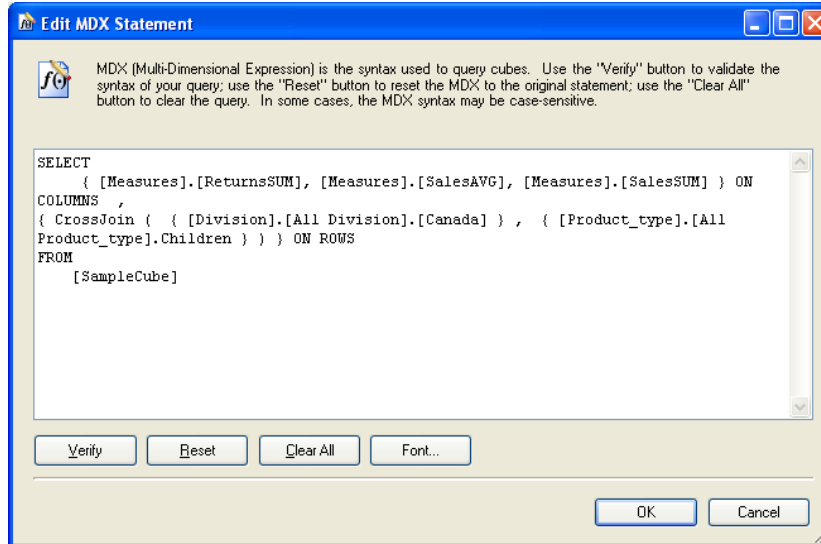 Edit MDX Statement
MDX (Multi-Dimensional Expression) is the syntax used to query cubes. Use the "Verify" button to validate the
syntax of your query; use the "Reset" button to reset the MDX to the original statement; use the "Clear All"
button to clear the query. In some cases, the MDX syntax may be case-sensitive.
f()
SELECT
{ [Measures].[ReturnsSUM], [Measures].[SalesAVG], [Measures].[SalesSUM] } ON
COLUMNS ,
{ CrossJoin ( { [Division].[All Division].[Canada] } , { [Product_type].[All
Product_type].Children } ) } ON ROWS
FROM
[SampleCube]
Verify Reset Clear All Font...
OK Cancel